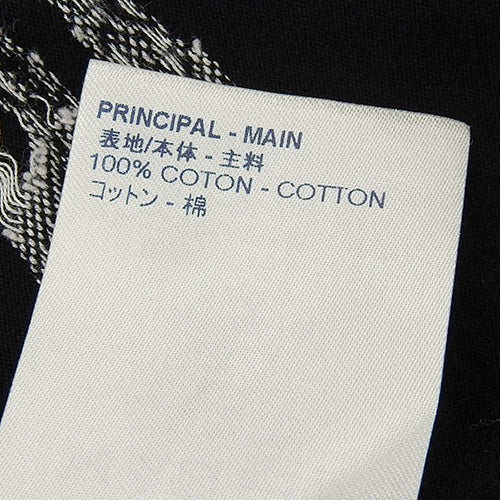 PRINCIPAL - MAIN
表地/本体 - 主料
100% COTON - COTTON
コットン - 棉